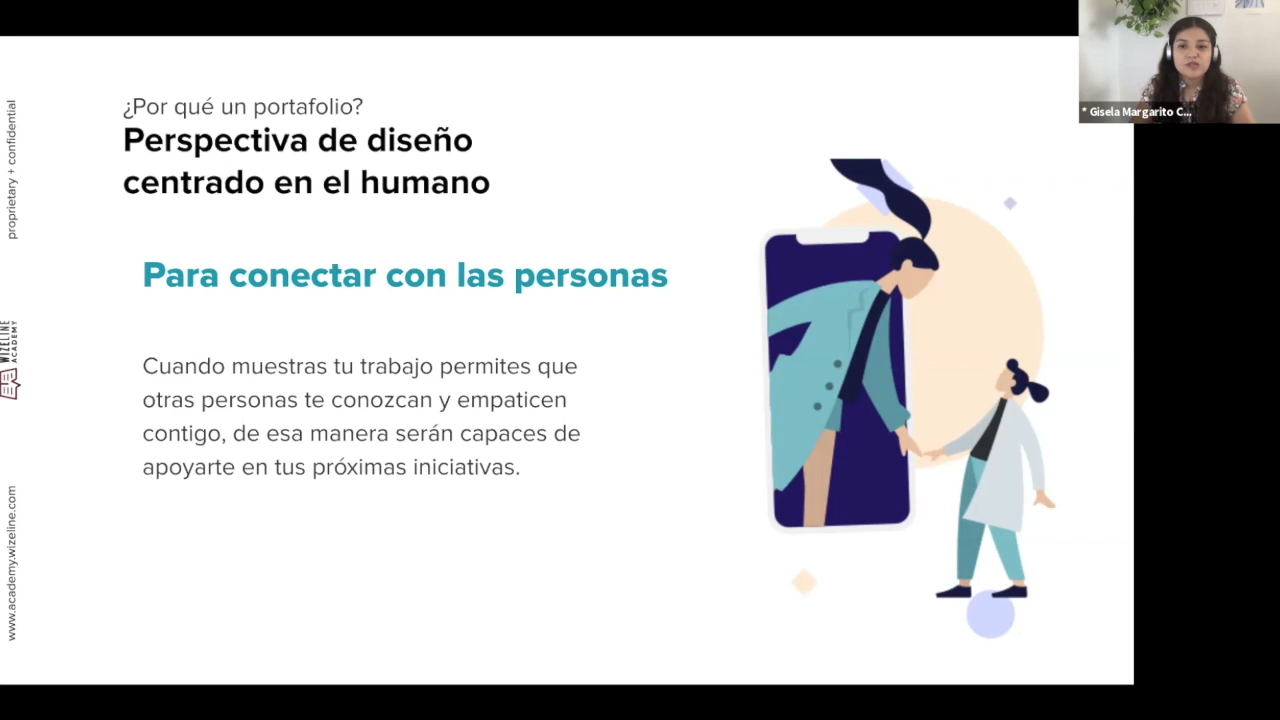 ¿Por qué un portafolio?
Perspectiva de diseño
centrado en el humano
Para conectar con las personas
Cuando muestras tu trabajo permites que
otras personas te conozcan y empaticen
contigo, de esa manera serán capaces de
apoyarte en tus próximas iniciativas.
proprietary + confidential
WIZELINE
ACADEMY
www.academy.wizeline.com
* Gisela Margarito C...